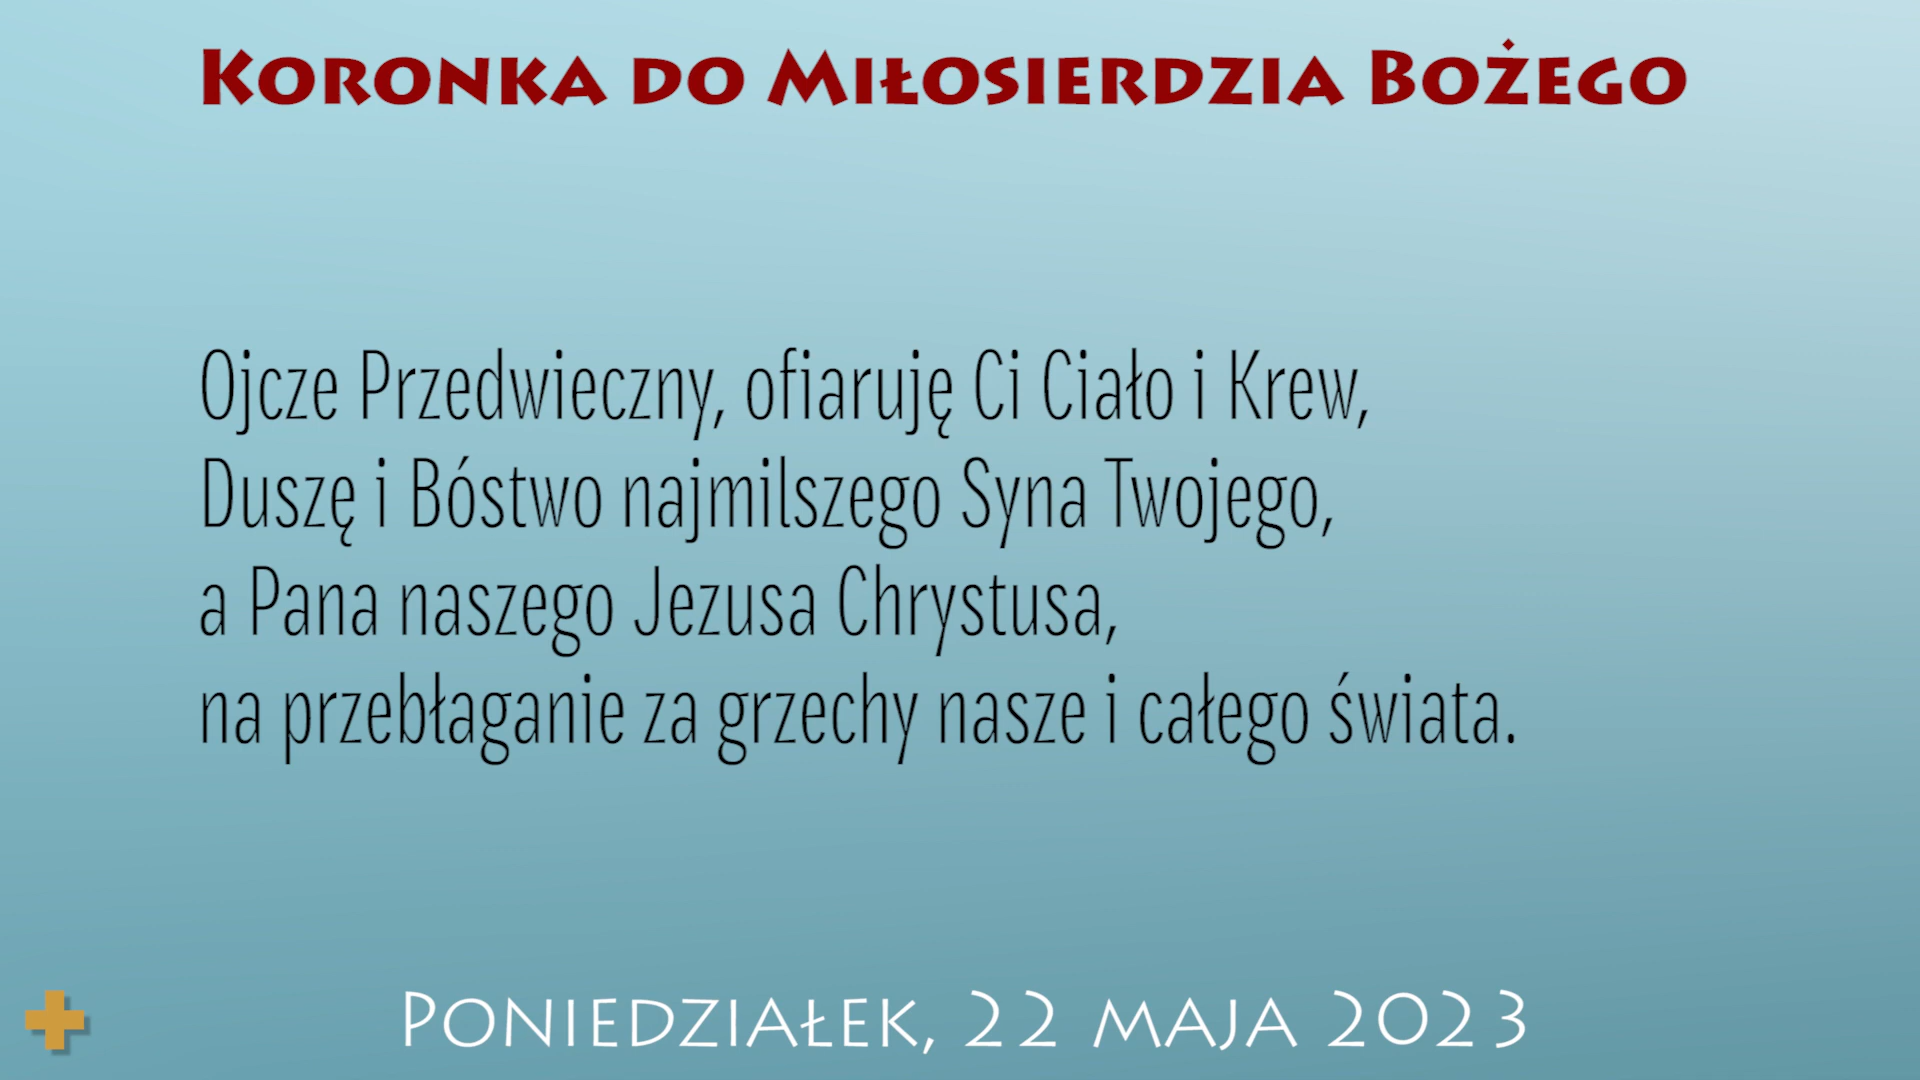 Koronka do Miłosierdzia Bożego
Ojcze Przedwieczny, ofiaruję Ci Ciało i Krew,
Duszę i Bóstwo najmilszego Syna Twojego,
a Pana naszego Jezusa Chrystusa,
na przebłaganie za grzechy nasze i całego świata.
Poniedziałek, 22 maja 2023